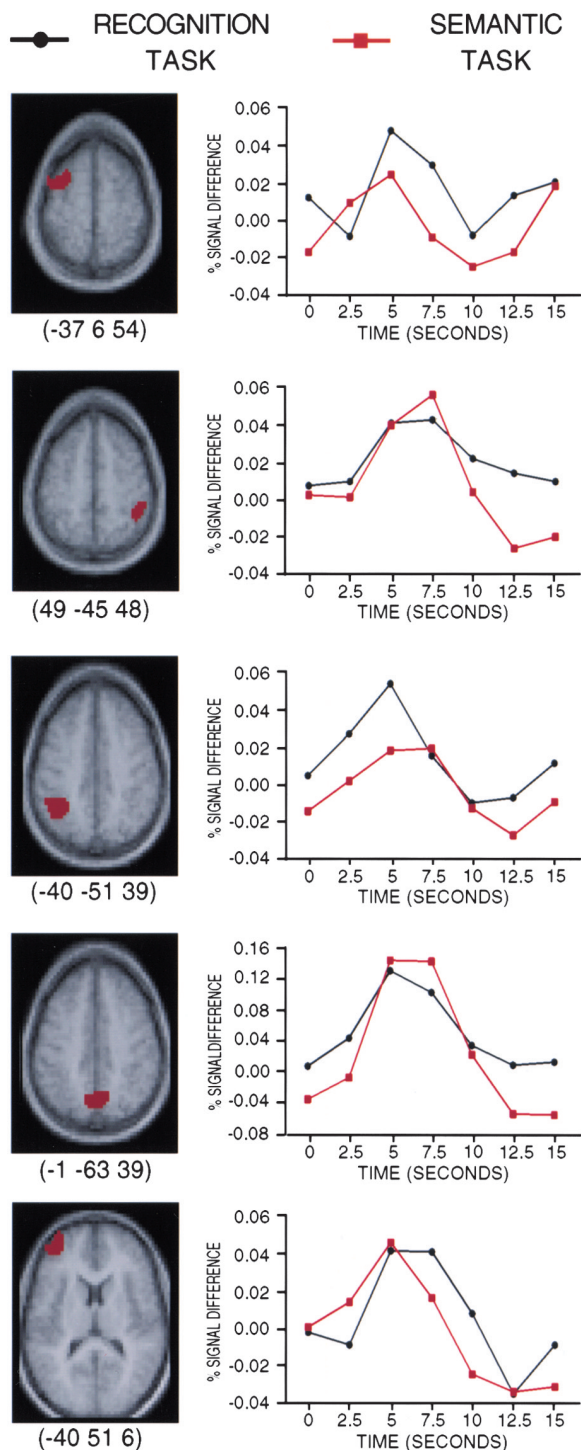 RECOGNITION TASK
SEMANTIC TASK
0.06
0.04
0.02
0.00
-0.02
-0.04
% SIGNAL DIFFERENCE
0 2.5 5 7.5 10 12.5 15
TIME (SECONDS)
(-37 6 54)
0.06
0.04
0.02
0.00
-0.02
-0.04
% SIGNAL DIFFERENCE
0 2.5 5 7.5 10 12.5 15
TIME (SECONDS)
(49 -45 48)
0.06
0.04
0.02
0.00
-0.02
-0.04
% SIGNAL DIFFERENCE
0 2.5 5 7.5 10 12.5 15
TIME (SECONDS)
(-40 -51 39)
0.16
0.12
0.04
0.00
-0.04
-0.08
% SIGNALDIFFERENCE
0 2.5 5 7.5 10 12.5 15
TIME (SECONDS)
(-1 -63 39)
0.06
0.04
0.02
0.00
-0.02
-0.04
% SIGNAL DIFFERENCE
0 2.5 5 7.5 10 12.5 15
TIME (SECONDS)
(-40 51 6)